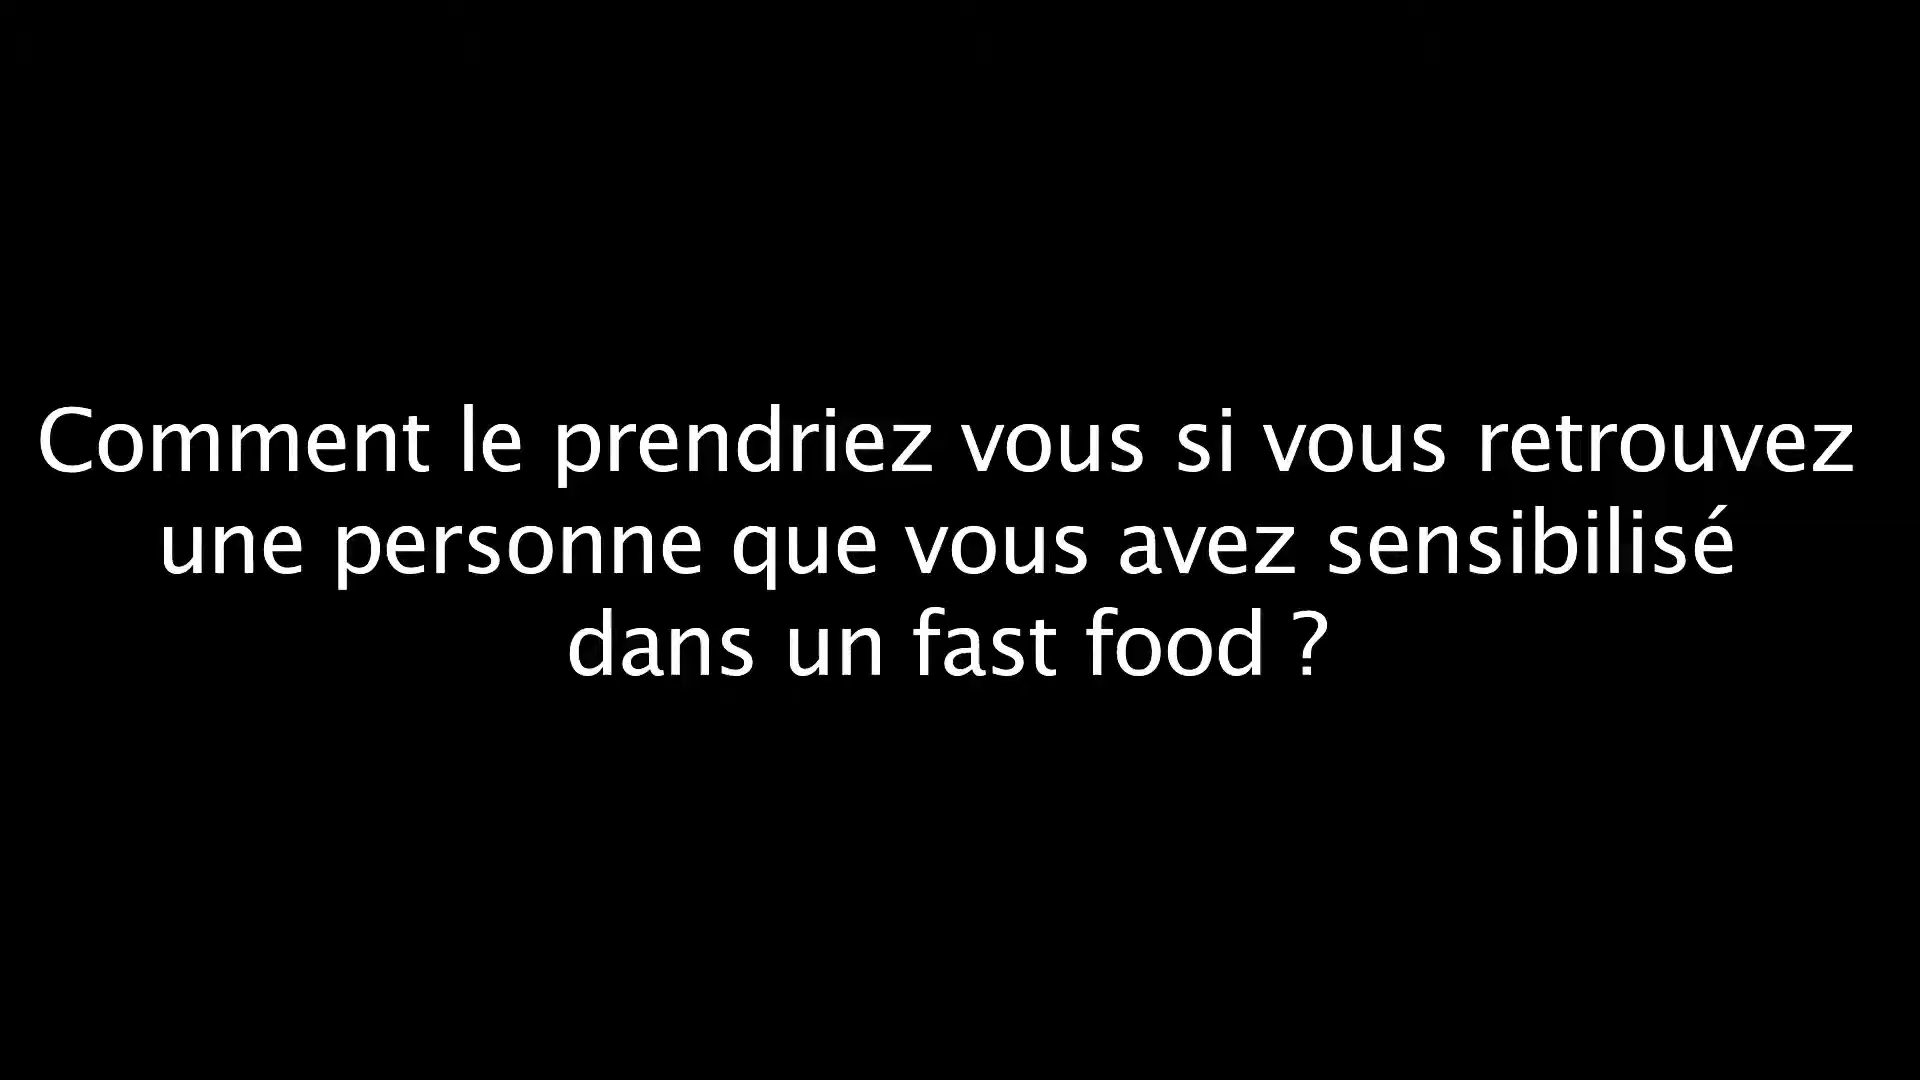 Comment le prendriez vous si vous retrouvez
une personne que vous avez sensibilisé
dans un fast food ?